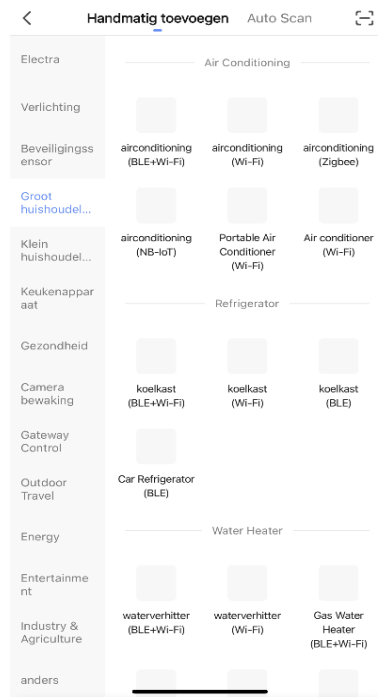 Handmatig toevoegen Auto Scan
Electra
Verlichting
Beveiligingss
ensor
Groot
huishoudel...
Klein
huishoudel...
Keukenappar
aat
Gezondheid
Camera
bewaking
Gateway
Control
Outdoor
Travel
Energy
Entertainme
nt
Industry &
Agriculture
anders
Air Conditioning
airconditioning
(BLE+Wi-Fi)
airconditioning
(Wi-Fi)
airconditioning
(Zigbee)
airconditioning
(NB-IoT)
Portable Air
Conditioner
(Wi-Fi)
Air conditioner
(Wi-Fi)
Refrigerator
koelkast
(BLE+Wi-Fi)
koelkast
(Wi-Fi)
koelkast
(BLE)
Car Refrigerator
(BLE)
Water Heater
waterverhitter
(BLE+Wi-Fi)
waterverhitter
(Wi-Fi)
Gas Water
Heater
(BLE+Wi-Fi)